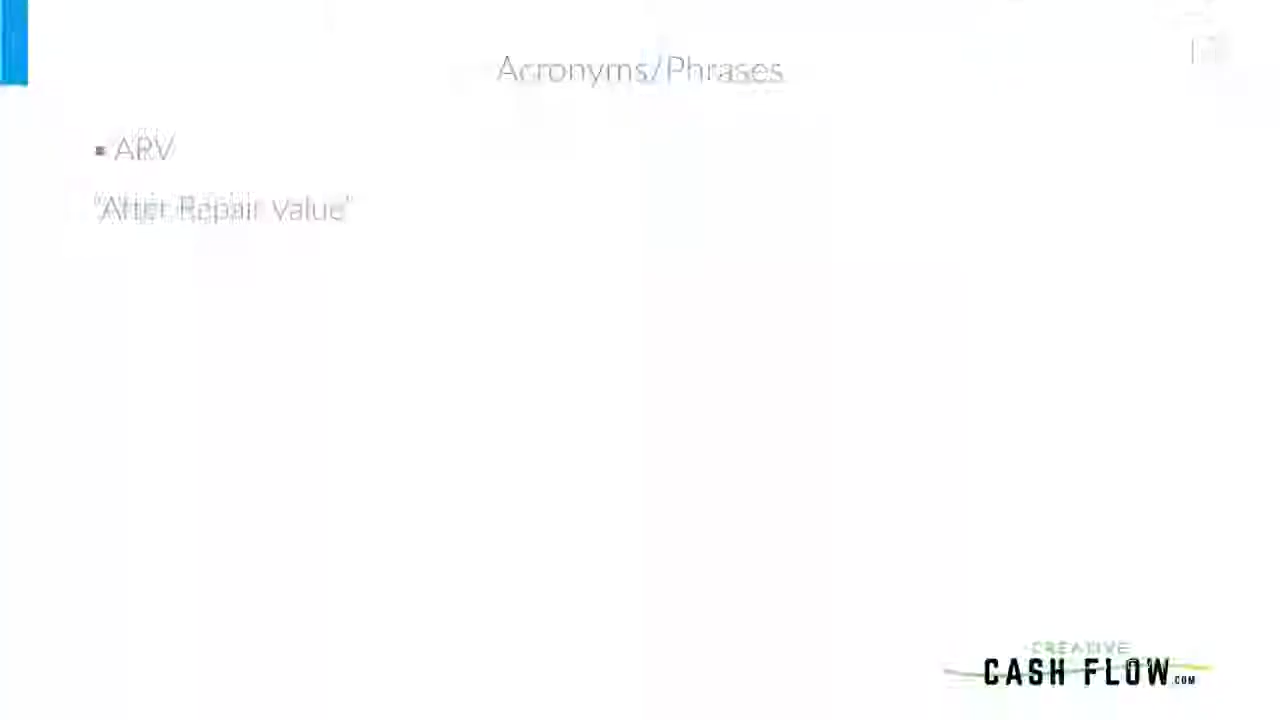 Acronyms/Phrases
▪ ARV
"After Repair Value"
CREATIVE
CASH FLOW.COM